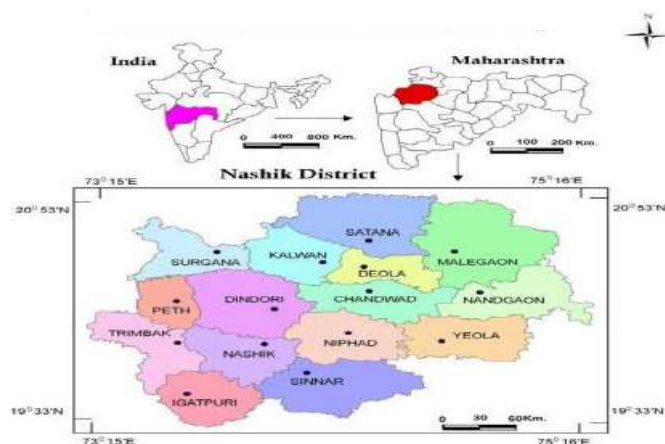 N
India
Maharashtra
0 400 800 Km.
0 100 200 Km.
Nashik District
73°15'E
75°16'E
20°53'N
20°53'N
SATANA
SURGANA
KALWAN
MALEGAON
DEOLA
PETH
DINDORI
CHANDWAD
NANDGAON
TRIMBAK
NASHIK
NIPHAD
YEOLA
SINNAR
IGATPURI
0 30 60Km.
19°33'N
19°33'N
73°15'E
75°16'E